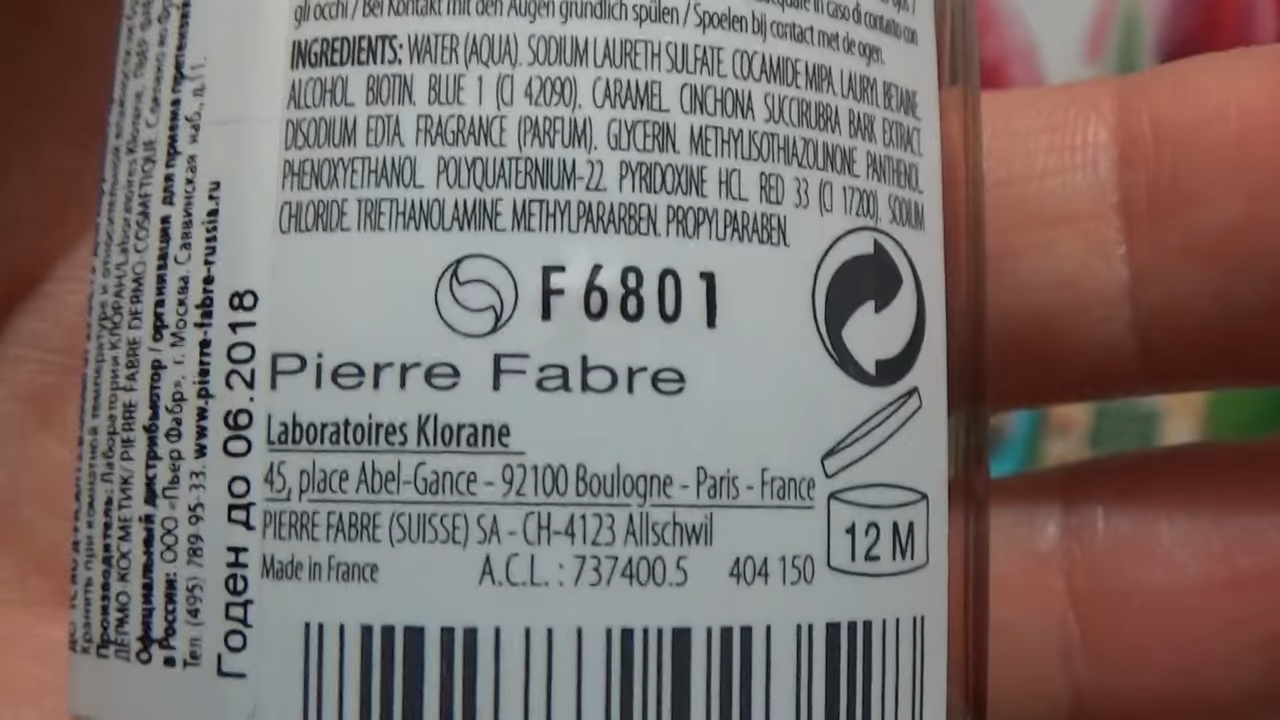 gli occhi / Bei Kontakt mit den Augen gründlich spülen / Spoelen bij contact met de ogen.
INGREDIENTS: WATER (AQUA). SODIUM LAURETH SULFATE. COCAMIDE MIPA. LAURYL BETAINE.
ALCOHOL. BIOTIN. BLUE 1 (CI 42090). CARAMEL. CINCHONA SUCCIRUBRA BARK EXTRACT.
DISODIUM EDTA. FRAGRANCE (PARFUM). GLYCERIN. METHYLISOTHIAZOLINONE. PANTHENOL.
PHENOXYETHANOL. POLYQUATERNIUM-22. PYRIDOXINE HCL. RED 33 (CI 17200). SODIUM
CHLORIDE. TRIETHANOLAMINE. METHYLPARARBEN. PROPYLPARABEN.
F6801
Pierre Fabre
Laboratoires Klorane
45, place Abel-Gance - 92100 Boulogne - Paris - France
PIERRE FABRE (SUISSE) SA - CH-4123 Allschwil
Made in France A.C.L. : 737400.5 404 150
12 M
Хранить при комнатной температуре и относительной
Производитель: Лаборатории КЛОРАН/Laboratoires Klorane,
ДЕРМО-КОСМЕТИК/ PIERRE FABRE DERMO-COSMETIQUE.
Официальный дистрибьютор / организация для приема претензий
в России: ООО «Пьер Фабр», г. Москва, Саввинская наб., д.11.
Тел. (495) 789-95-33. www.pierre-fabre-russia.ru
Годен до 06.2018